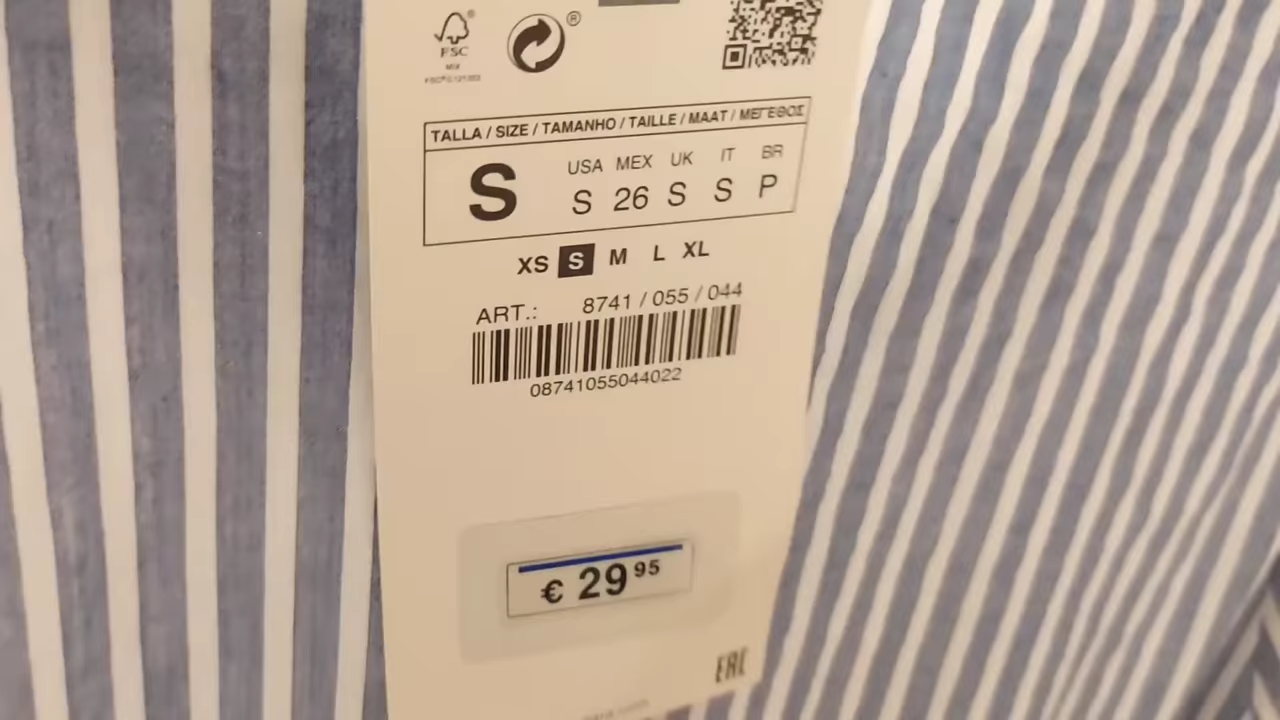 FSC
MIX
TALLA / SIZE / TAMANHO / TAILLE / MAAT / ΜΕΓΕΘΟΣ
S
USA MEX UK IT BR
S 26 S S P
XS S M L XL
ART.: 8741 / 055 / 044
08741055044022
€ 29 95
EAC